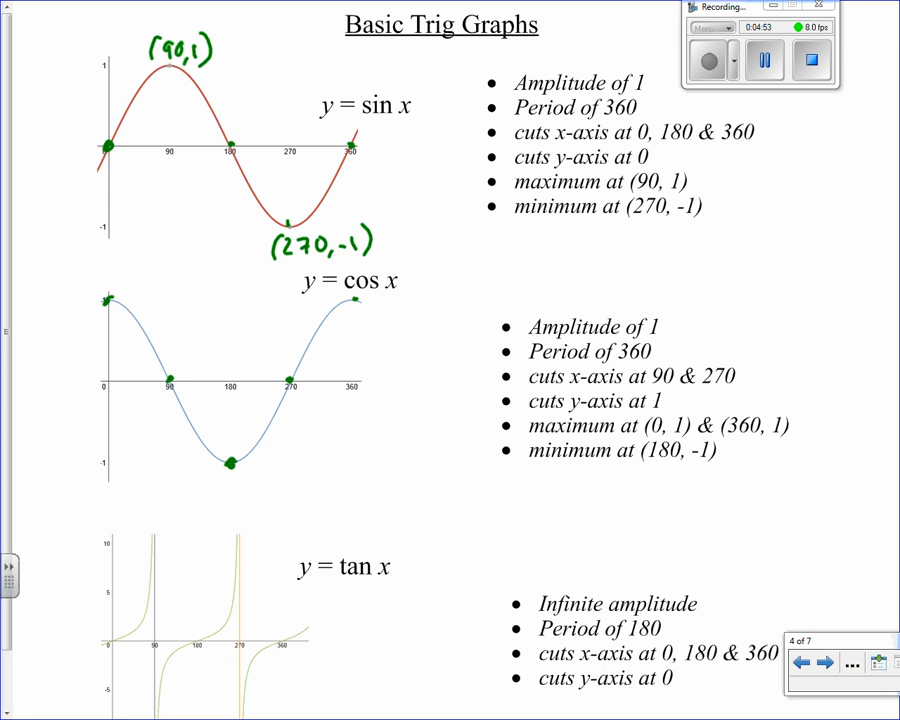 Basic Trig Graphs
Recording...
Menu
0:04:53
8.0 fps
(90,1)
1
y = sin x
0
90
180
270
360
-1
(270,-1)
Amplitude of 1
Period of 360
cuts x-axis at 0, 180 & 360
cuts y-axis at 0
maximum at (90, 1)
minimum at (270, -1)
y = cos x
0
90
180
270
360
-1
Amplitude of 1
Period of 360
cuts x-axis at 90 & 270
cuts y-axis at 1
maximum at (0, 1) & (360, 1)
minimum at (180, -1)
10
y = tan x
5
0
90
180
270
360
-5
Infinite amplitude
Period of 180
cuts x-axis at 0, 180 & 360
cuts y-axis at 0
4 of 7